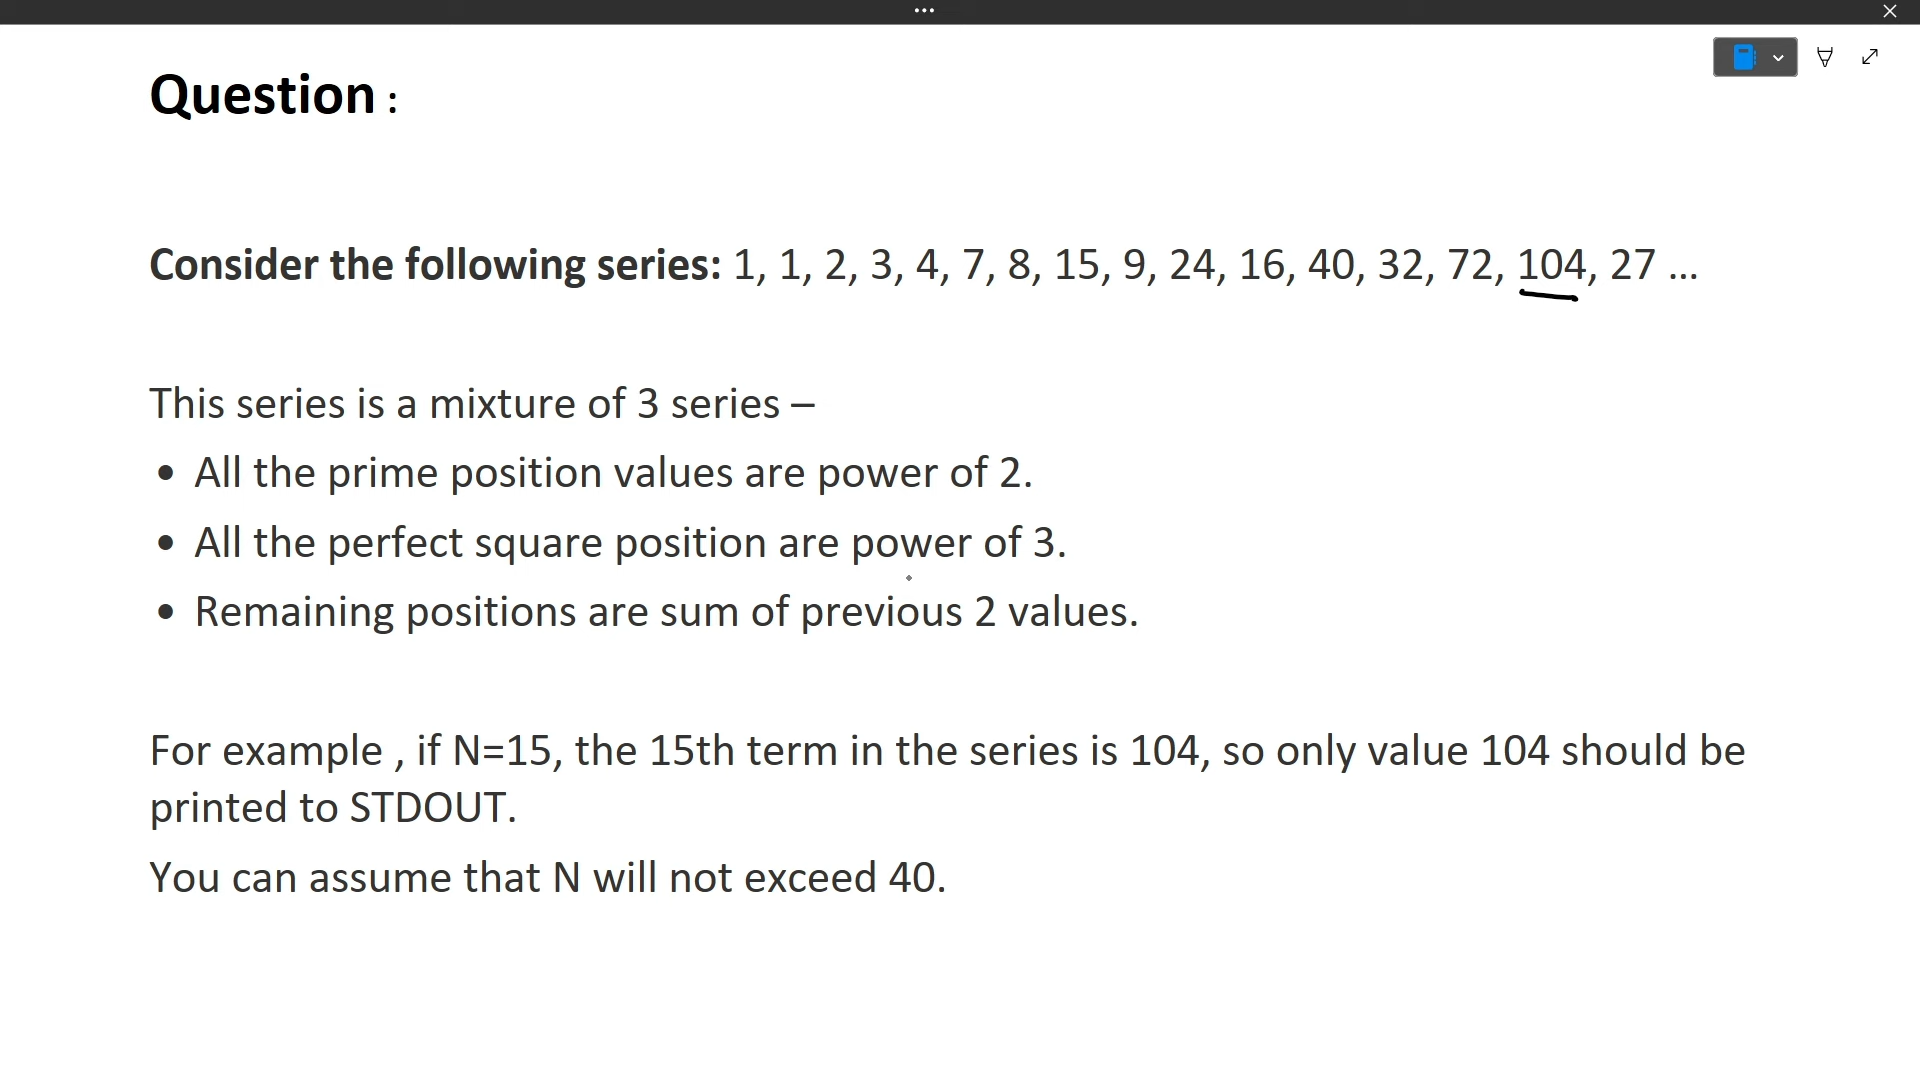 Question :
Consider the following series: 1, 1, 2, 3, 4, 7, 8, 15, 9, 24, 16, 40, 32, 72, 104, 27 ...
This series is a mixture of 3 series –
• All the prime position values are power of 2.
• All the perfect square position are power of 3.
• Remaining positions are sum of previous 2 values.
For example , if N=15, the 15th term in the series is 104, so only value 104 should be
printed to STDOUT.
You can assume that N will not exceed 40.